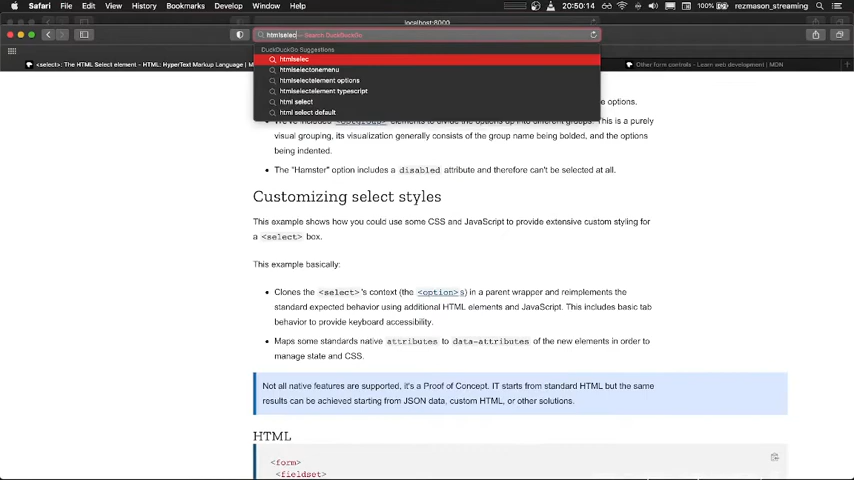 Safari File Edit View History Bookmarks Develop Window Help 100% 20:50:14 rezmason_streaming
localhost:8000
htmlselec — Search DuckDuckGo
DuckDuckGo Suggestions
htmlselec
htmlselectonemenu
htmlselectelement options
htmlselectelement typescript
html select
html select default
<select>: The HTML Select element - HTML: HyperText Markup Language | M
Other form controls - Learn web development | MDN
e options.
elements to divide the options up into different groups. This is a purely
visual grouping, its visualization generally consists of the group name being bolded, and the options
being indented.
• The "Hamster" option includes a disabled attribute and therefore can't be selected at all.
Customizing select styles
This example shows how you could use some CSS and JavaScript to provide extensive custom styling for
a <select> box.
This example basically:
• Clones the <select>'s context (the <option>s) in a parent wrapper and reimplements the
standard expected behavior using additional HTML elements and JavaScript. This includes basic tab
behavior to provide keyboard accessibility.
• Maps some standards native attributes to data-attributes of the new elements in order to
manage state and CSS.
Not all native features are supported, it's a Proof of Concept. IT starts from standard HTML but the same
results can be achieved starting from JSON data, custom HTML, or other solutions.
HTML
<form>
<fieldset>